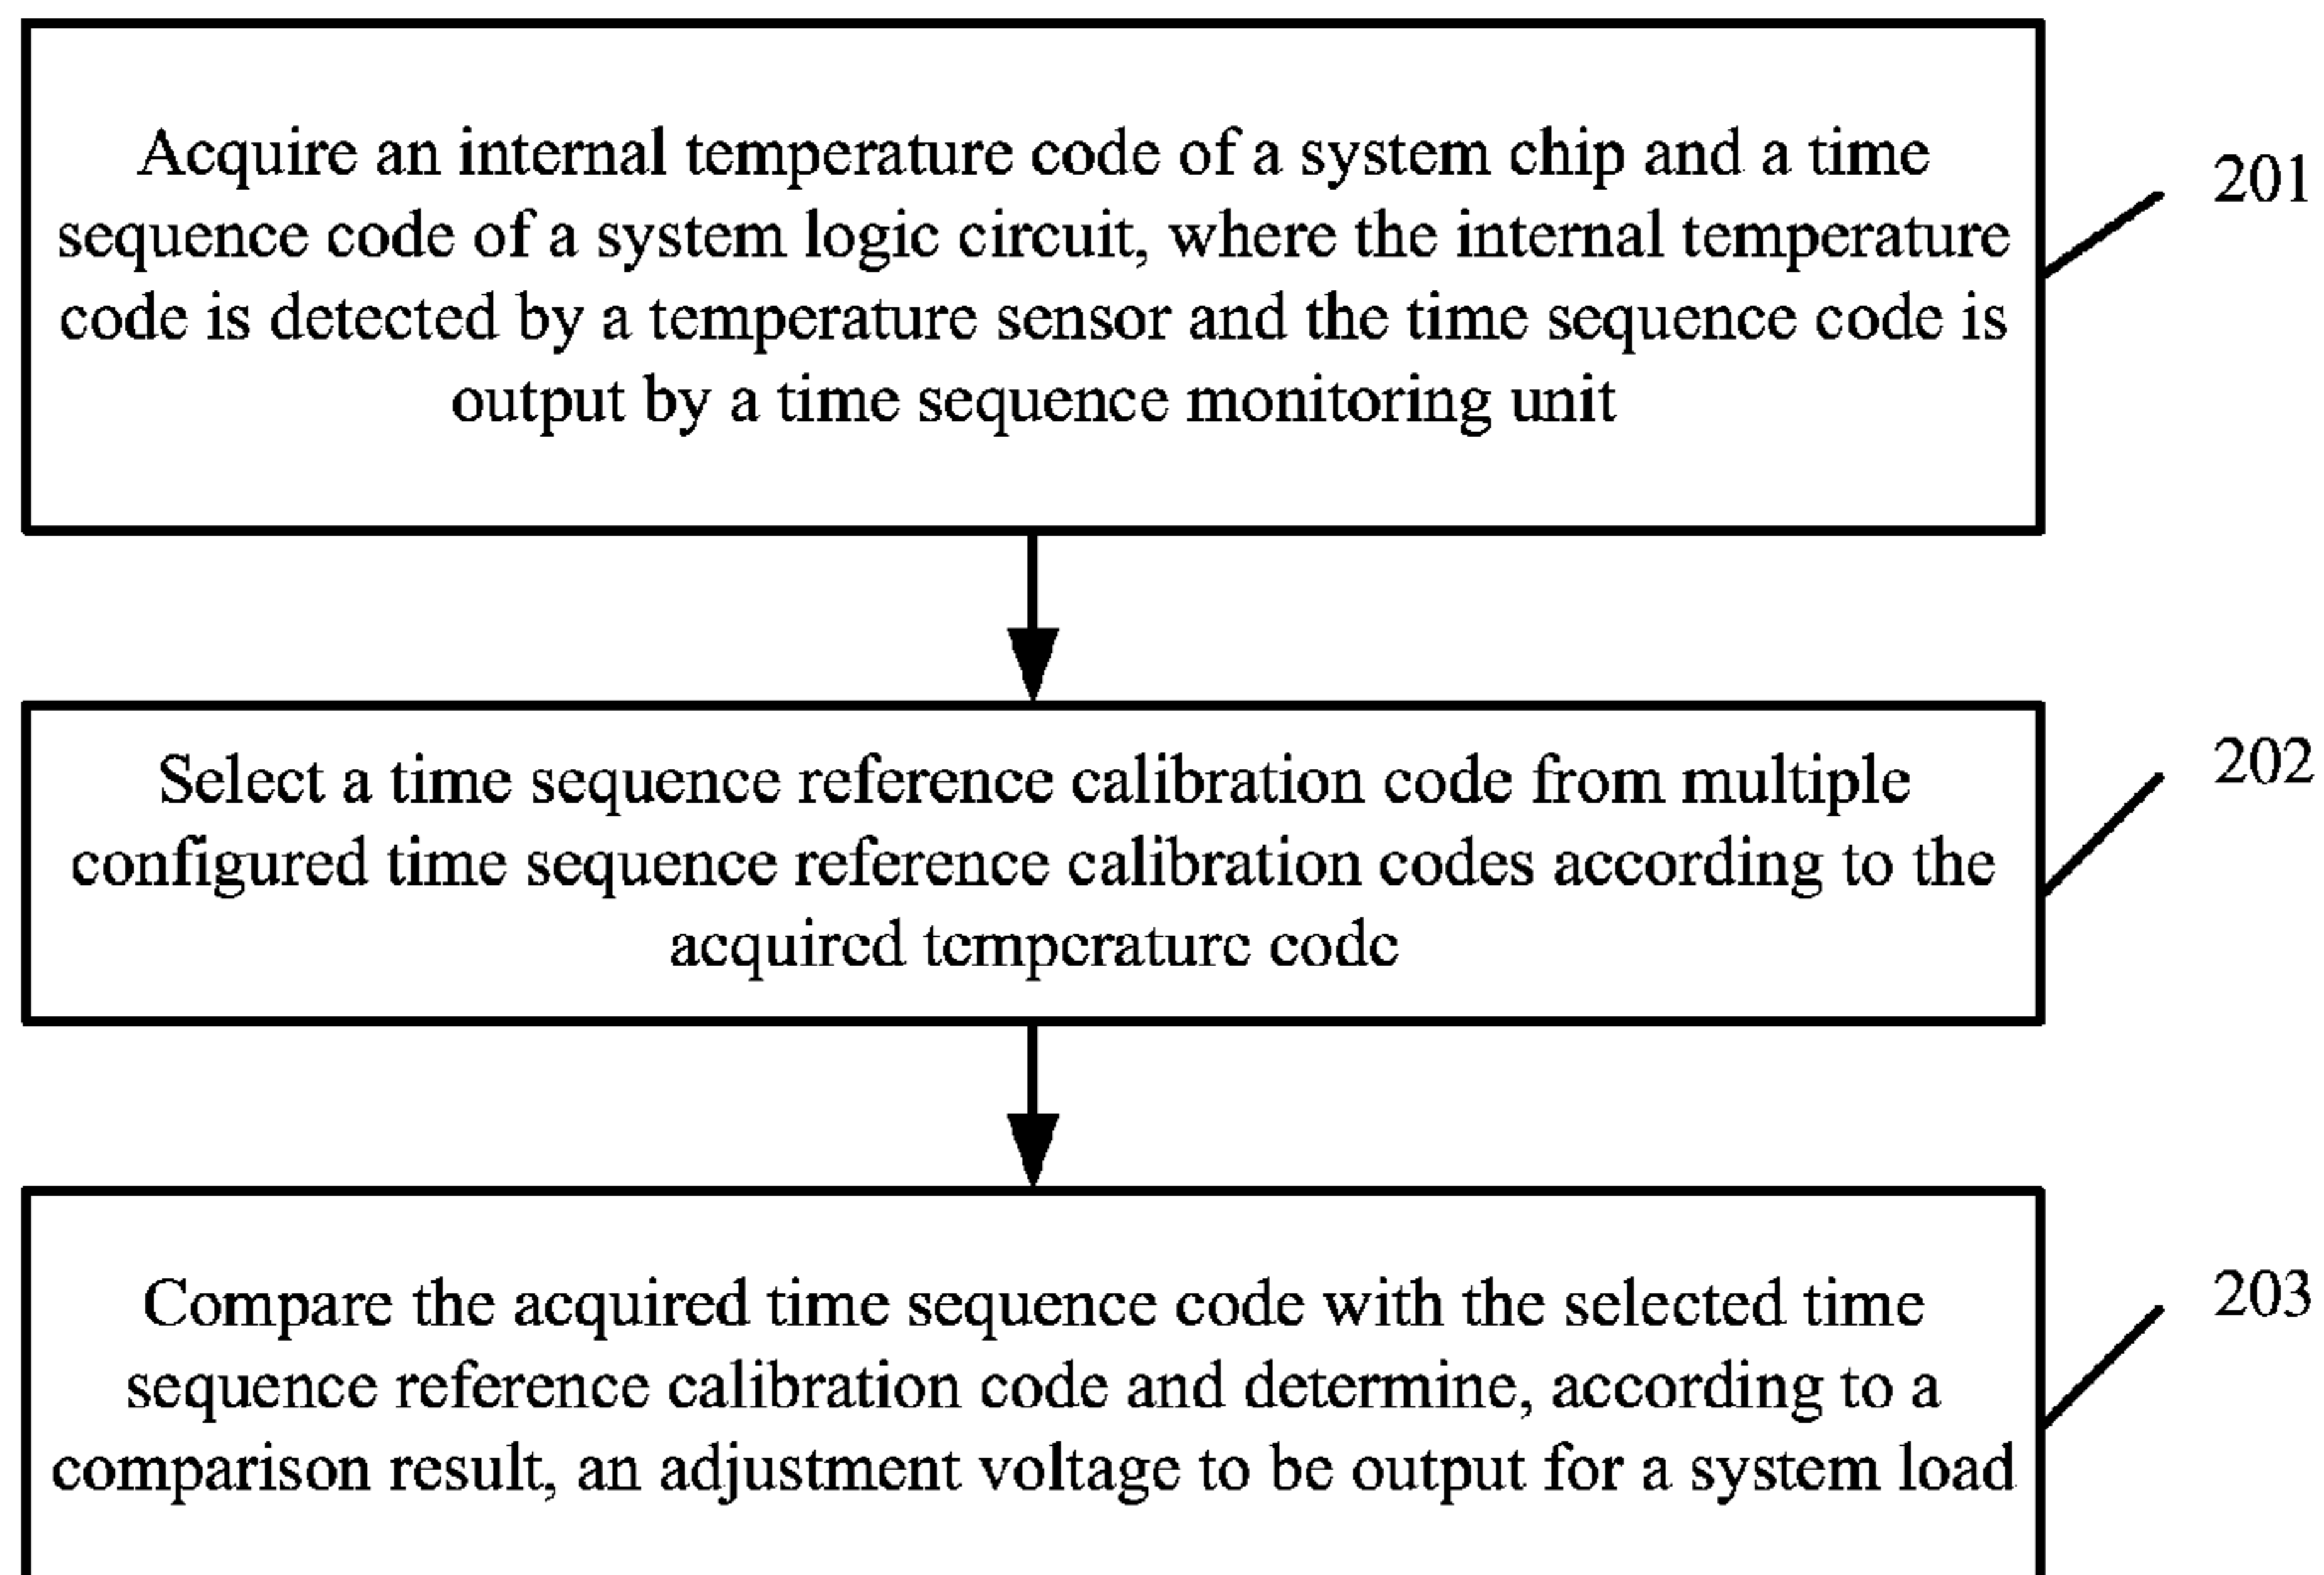 Acquire an internal temperature code of a system chip and a time
sequence code of a system logic circuit, where the internal temperature
code is detected by a temperature sensor and the time sequence code is
output by a time sequence monitoring unit
201
Select a time sequence reference calibration code from multiple
configured time sequence reference calibration codes according to the
acquired temperature code
202
Compare the acquired time sequence code with the selected time
sequence reference calibration code and determine, according to a
comparison result, an adjustment voltage to be output for a system load
203